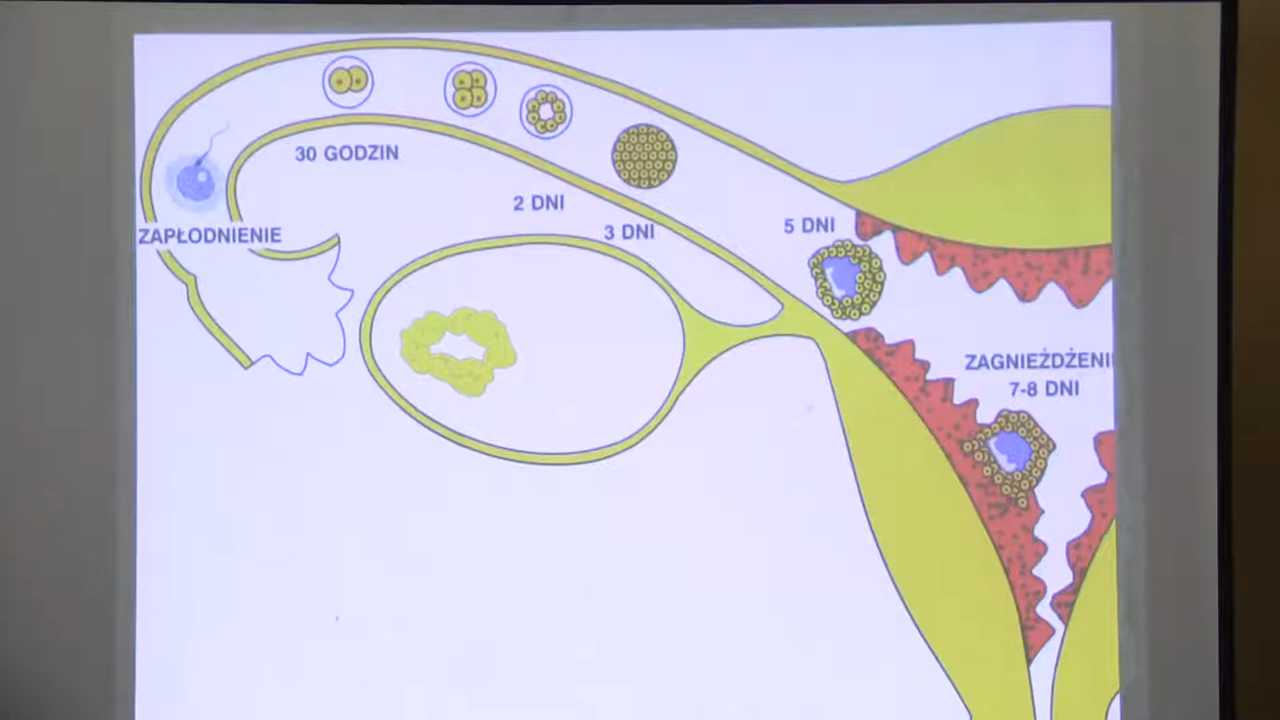 30 GODZIN
2 DNI
ZAPŁODNIENIE
3 DNI
5 DNI
ZAGNIEŻDŻENI
7-8 DNI